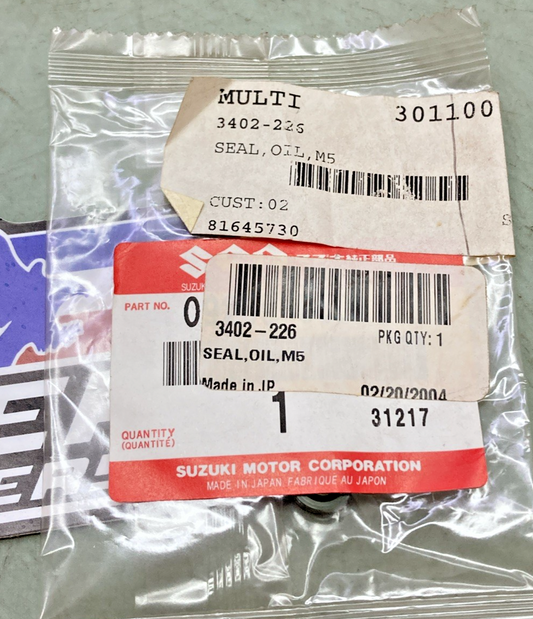 MULTI 301100
3402-226
SEAL,OIL,M5
CUST:02
81645730
PART NO. 0
3402-226 PKG QTY: 1
SEAL,OIL,M5
Made in JP 02/20/2004
1 31217
QUANTITY
(QUANTITÉ)
SUZUKI MOTOR CORPORATION
MADE IN JAPAN FABRIQUE AU JAPON